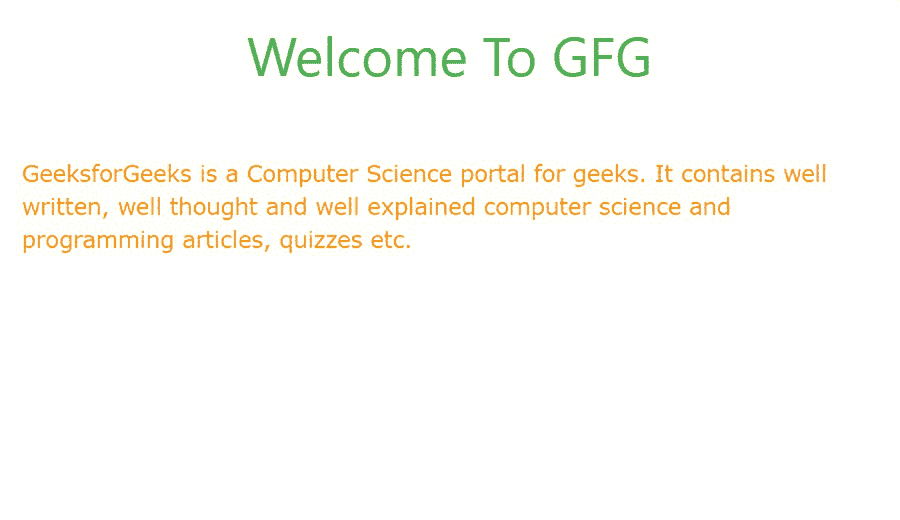 Welcome To GFG
GeeksforGeeks is a Computer Science portal for geeks. It contains well
written, well thought and well explained computer science and
programming articles, quizzes etc.